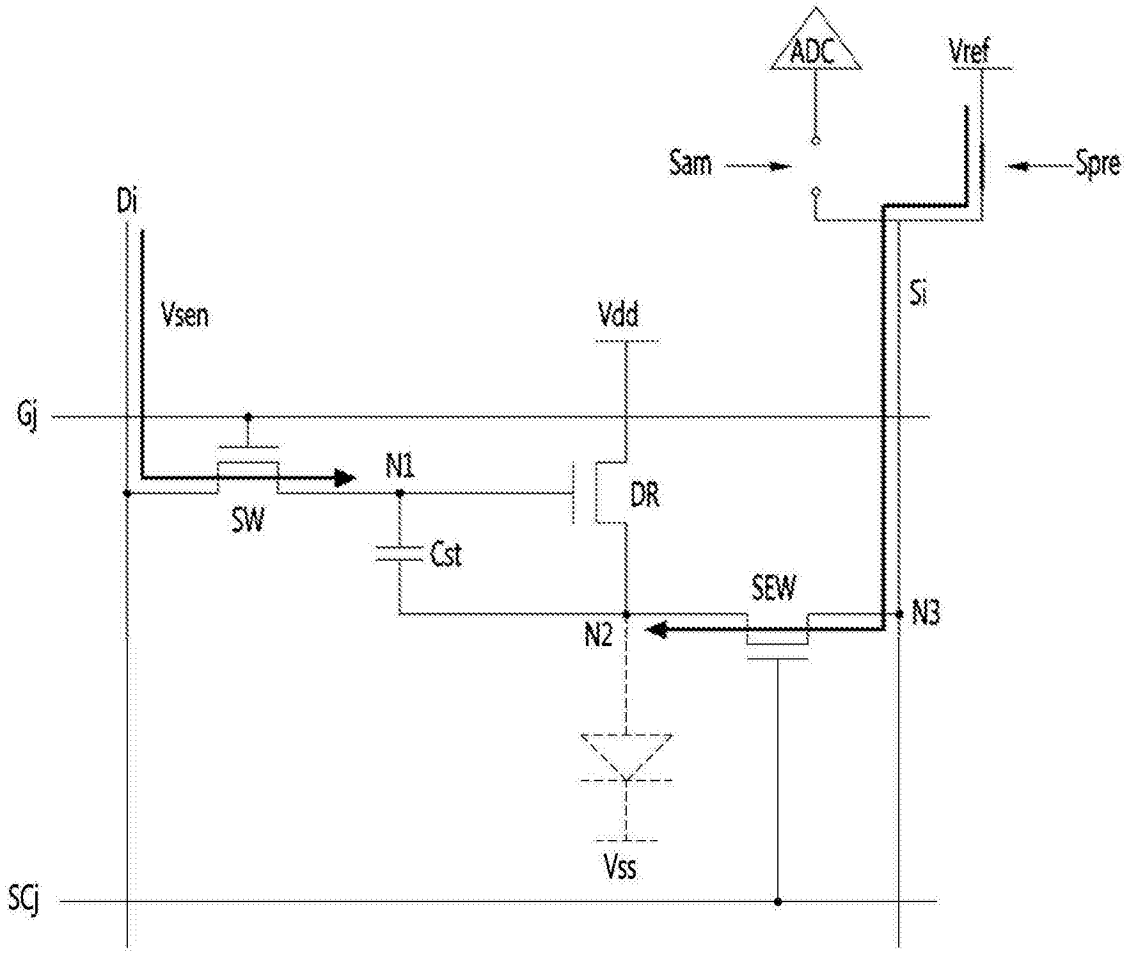 ADC
Vref
Sam
Spre
Di
Vsen
Si
Vdd
Gj
N1
DR
SW
Cst
SEW
N3
N2
Vss
SCj